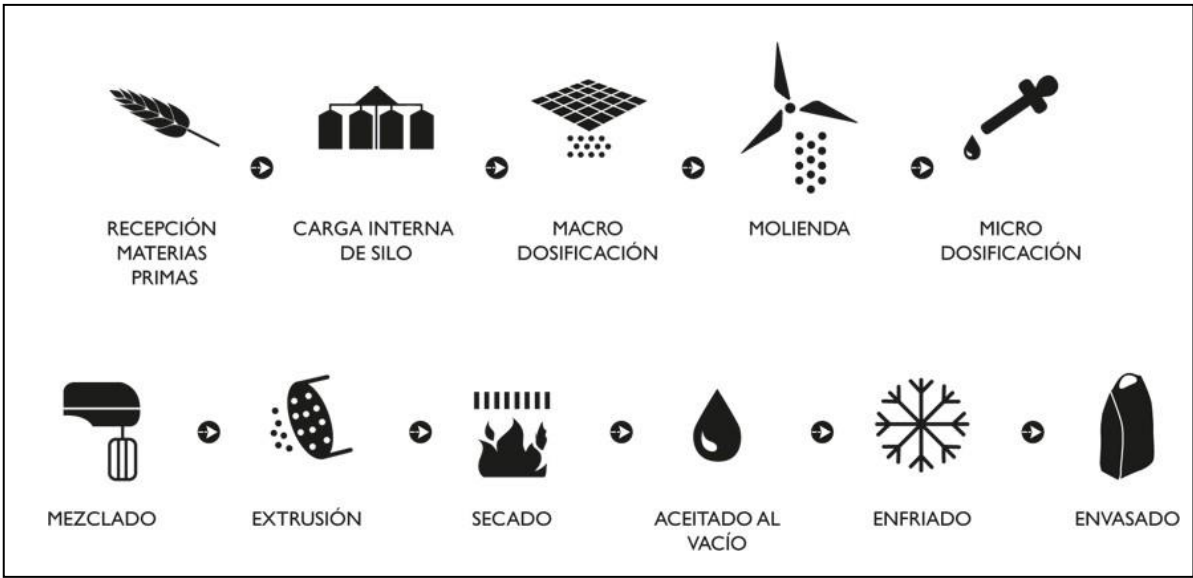 RECEPCIÓN
MATERIAS
PRIMAS
CARGA INTERNA
DE SILO
MACRO
DOSIFICACIÓN
MOLIENDA
MICRO
DOSIFICACIÓN
MEZCLADO
EXTRUSIÓN
SECADO
ACEITADO AL
VACÍO
ENFRIADO
ENVASADO